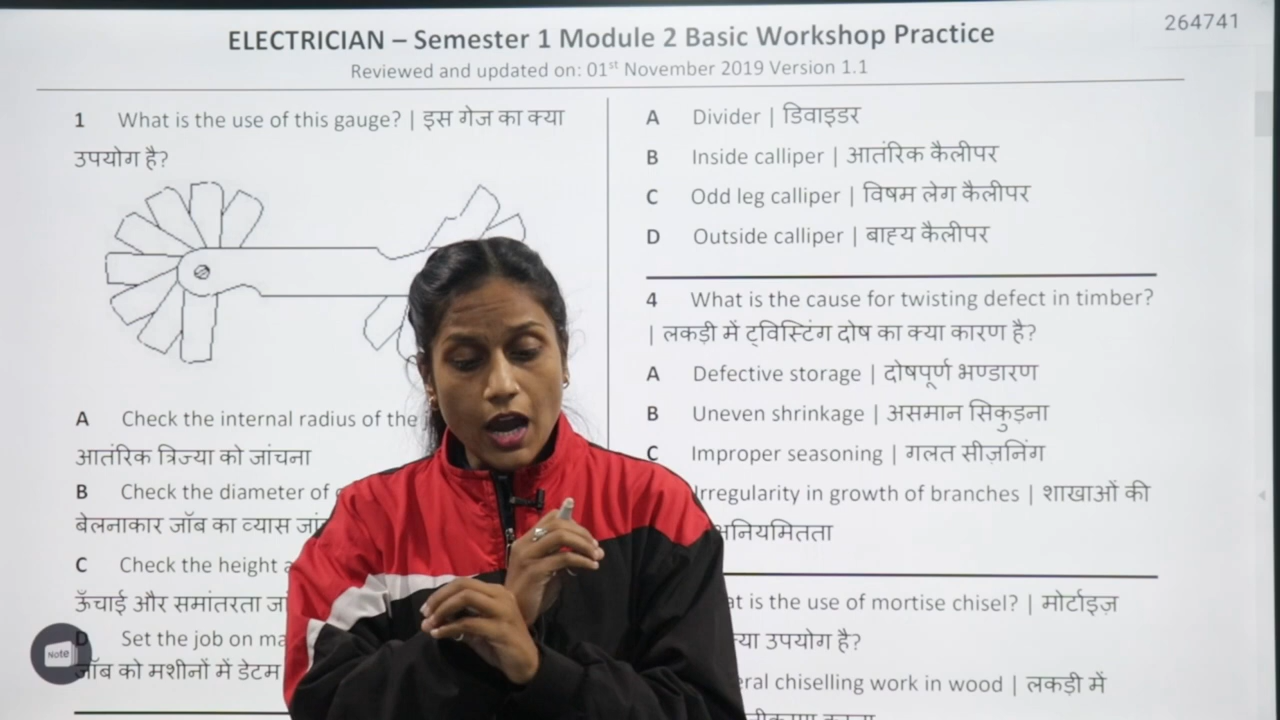 264741
ELECTRICIAN – Semester 1 Module 2 Basic Workshop Practice
Reviewed and updated on: 01st November 2019 Version 1.1
1 What is the use of this gauge? | इस गेज का क्या
उपयोग है?
A Check the internal radius of the
आतंरिक त्रिज्या को जांचना
B Check the diameter of
बेलनाकार जॉब का व्यास
C Check the height
ऊँचाई और समांतरता
D Set the job on
जॉब को मशीनों में डेटम
Note
A Divider | डिवाइडर
B Inside calliper | आतंरिक कैलीपर
C Odd leg calliper | विषम लेग कैलीपर
D Outside calliper | बाह्य कैलीपर
4 What is the cause for twisting defect in timber?
| लकड़ी में ट्विस्टिंग दोष का क्या कारण है?
A Defective storage | दोषपूर्ण भण्डारण
B Uneven shrinkage | असमान सिकुड़ना
C Improper seasoning | गलत सीज़निंग
Irregularity in growth of branches | शाखाओं की
अनियमितता
is the use of mortise chisel? | मोर्टाइज़
उपयोग है?
chiselling work in wood | लकड़ी में